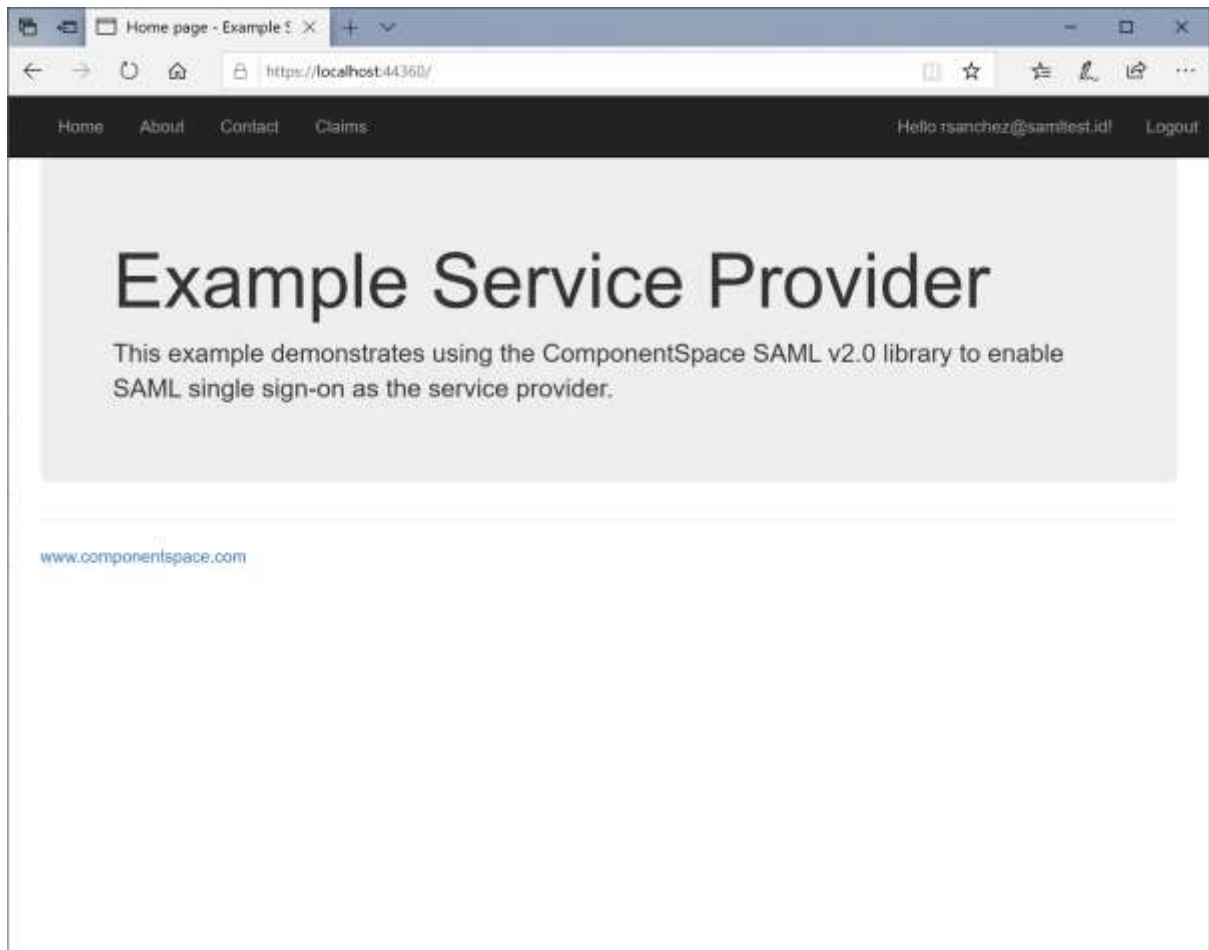 Home page - Example S
https://localhost:44360/
Home About Contact Claims Hello rsanchez@samltest.id! Logout
Example Service Provider
This example demonstrates using the ComponentSpace SAML v2.0 library to enable
SAML single sign-on as the service provider.
www.componentspace.com